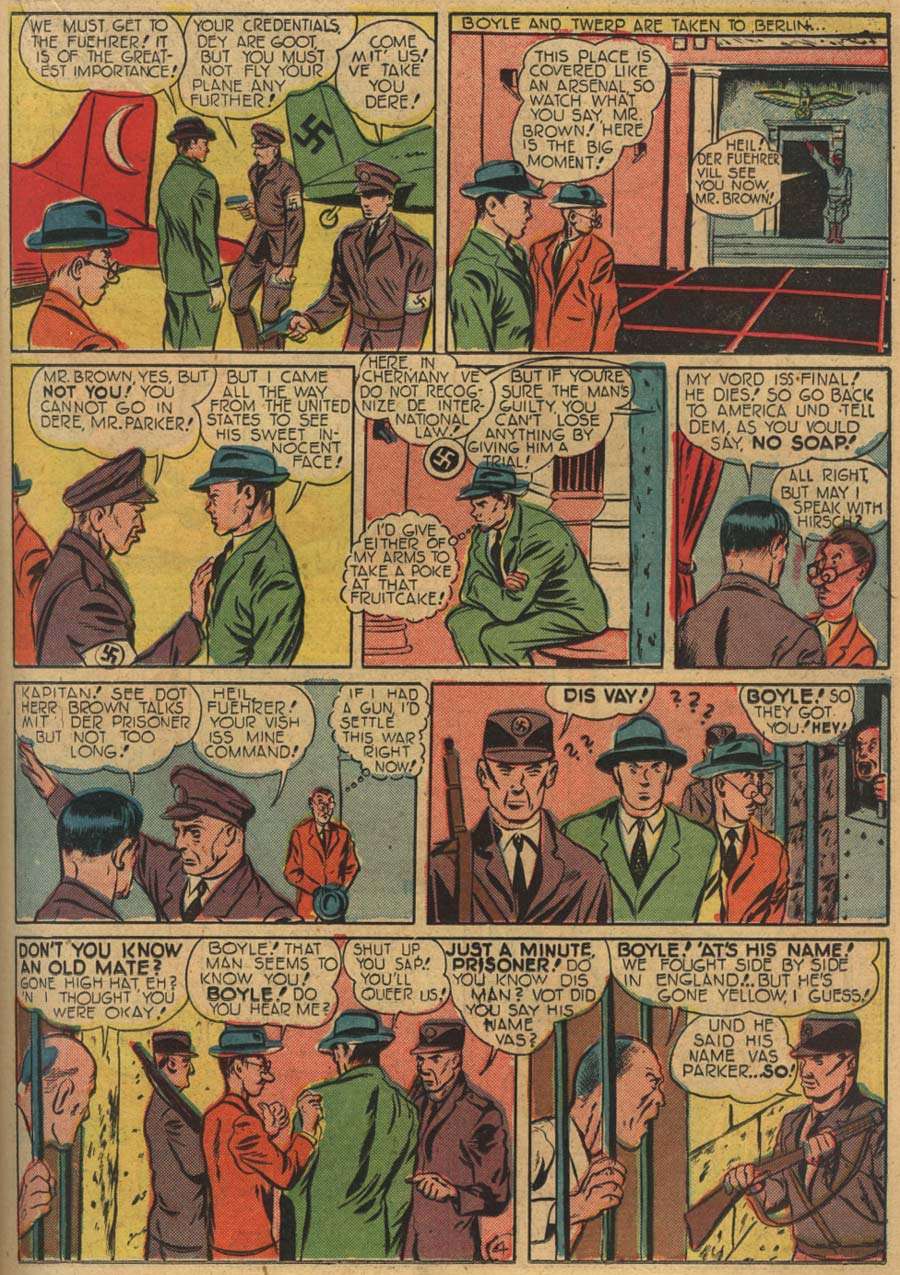 WE MUST GET TO
THE FUEHRER! IT
IS OF THE GREAT-
EST IMPORTANCE!
YOUR CREDENTIALS,
DEY ARE GOOT,
BUT YOU MUST
NOT FLY YOUR
PLANE ANY
FURTHER!
COME
MIT' US!
VE TAKE
YOU
DERE!
BOYLE AND TWERP ARE TAKEN TO BERLIN...
THIS PLACE IS
COVERED LIKE
AN ARSENAL, SO
WATCH WHAT
YOU SAY, MR.
BROWN! HERE
IS THE BIG
MOMENT!
HEIL!
DER FUEHRER
VILL SEE
YOU NOW,
MR. BROWN!
MR. BROWN, YES, BUT
NOT YOU! YOU
CANNOT GO IN
DERE, MR. PARKER!
BUT I CAME
ALL THE WAY
FROM THE UNITED
STATES TO SEE
HIS SWEET IN-
NOCENT
FACE!
HERE IN
CHERMANY VE
DO NOT RECOG-
NIZE DE INTER-
NATIONAL
LAW!
BUT IF YOU'RE
SURE THE MAN'S
GUILTY, YOU
CAN'T LOSE
ANYTHING BY
GIVING HIM A
TRIAL!
I'D GIVE
EITHER OF
MY ARMS TO
TAKE A POKE
AT THAT
FRUITCAKE!
MY VORD ISS FINAL!
HE DIES! SO GO BACK
TO AMERICA UND TELL
DEM, AS YOU VOULD
SAY, NO SOAP!
ALL RIGHT,
BUT MAY I
SPEAK WITH
HIRSCH?
KAPITAN! SEE DOT
HERR BROWN TALKS
MIT' DER PRISONER
BUT NOT TOO
LONG!
HEIL,
FUEHRER!
YOUR VISH
ISS MINE
COMMAND!
IF I HAD
A GUN, I'D
SETTLE
THIS WAR
RIGHT
NOW!
DIS VAY!
???
???
BOYLE! SO
THEY GOT
YOU! HEY!
DON'T YOU KNOW
AN OLD MATE?
GONE HIGH HAT, EH?
'N I THOUGHT YOU
WERE OKAY!
BOYLE! THAT
MAN SEEMS TO
KNOW YOU!
BOYLE! DO
YOU HEAR ME?
SHUT UP
YOU SAP!
YOU'LL
QUEER US!
JUST A MINUTE,
PRISONER! DO
YOU KNOW DIS
MAN? VOT DID
YOU SAY HIS
NAME
VAS?
BOYLE! 'AT'S HIS NAME!
WE FOUGHT SIDE BY SIDE
IN ENGLAND!.. BUT HE'S
GONE YELLOW, I GUESS!
UND HE
SAID HIS
NAME VAS
PARKER...SO!
4